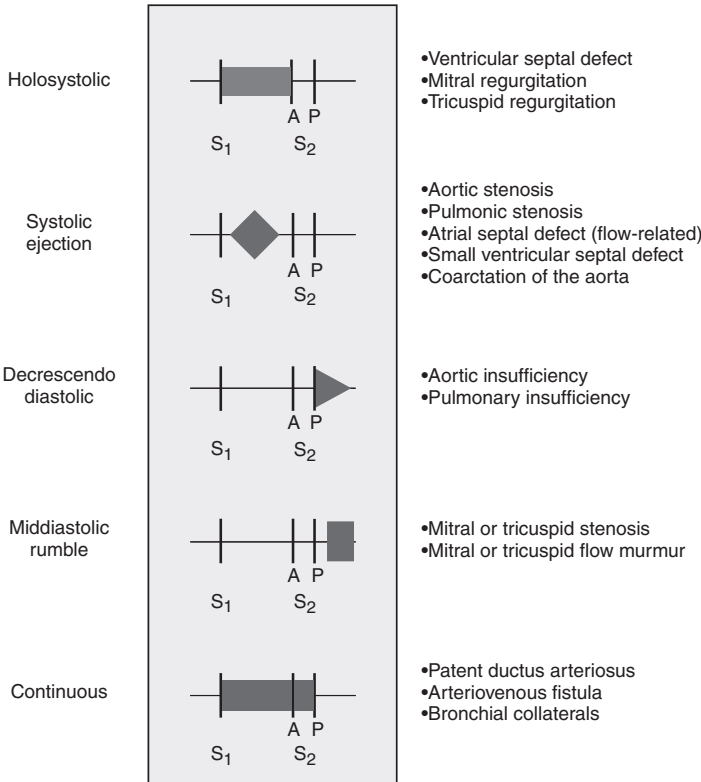 Holosystolic
A P
S1 S2
•Ventricular septal defect
•Mitral regurgitation
•Tricuspid regurgitation
Systolic
ejection
A P
S1 S2
•Aortic stenosis
•Pulmonic stenosis
•Atrial septal defect (flow-related)
•Small ventricular septal defect
•Coarctation of the aorta
Decrescendo
diastolic
A P
S1 S2
•Aortic insufficiency
•Pulmonary insufficiency
Middiastolic
rumble
A P
S1 S2
•Mitral or tricuspid stenosis
•Mitral or tricuspid flow murmur
Continuous
A P
S1 S2
•Patent ductus arteriosus
•Arteriovenous fistula
•Bronchial collaterals